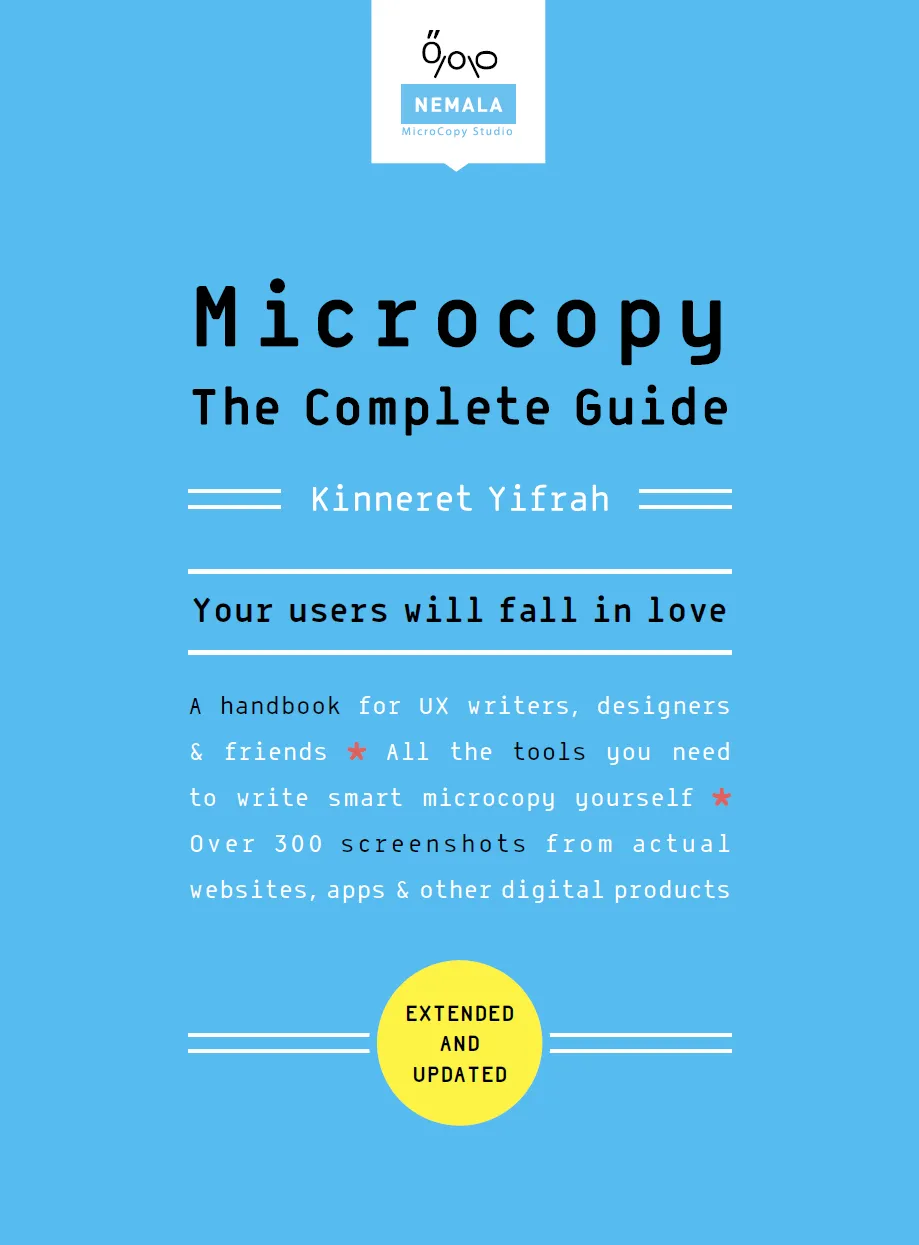 NEMALA
MicroCopy Studio
Microcopy
The Complete Guide
Kinneret Yifrah
Your users will fall in love
A handbook for UX writers, designers
& friends * All the tools you need
to write smart microcopy yourself *
Over 300 screenshots from actual
websites, apps & other digital products
EXTENDED
AND
UPDATED